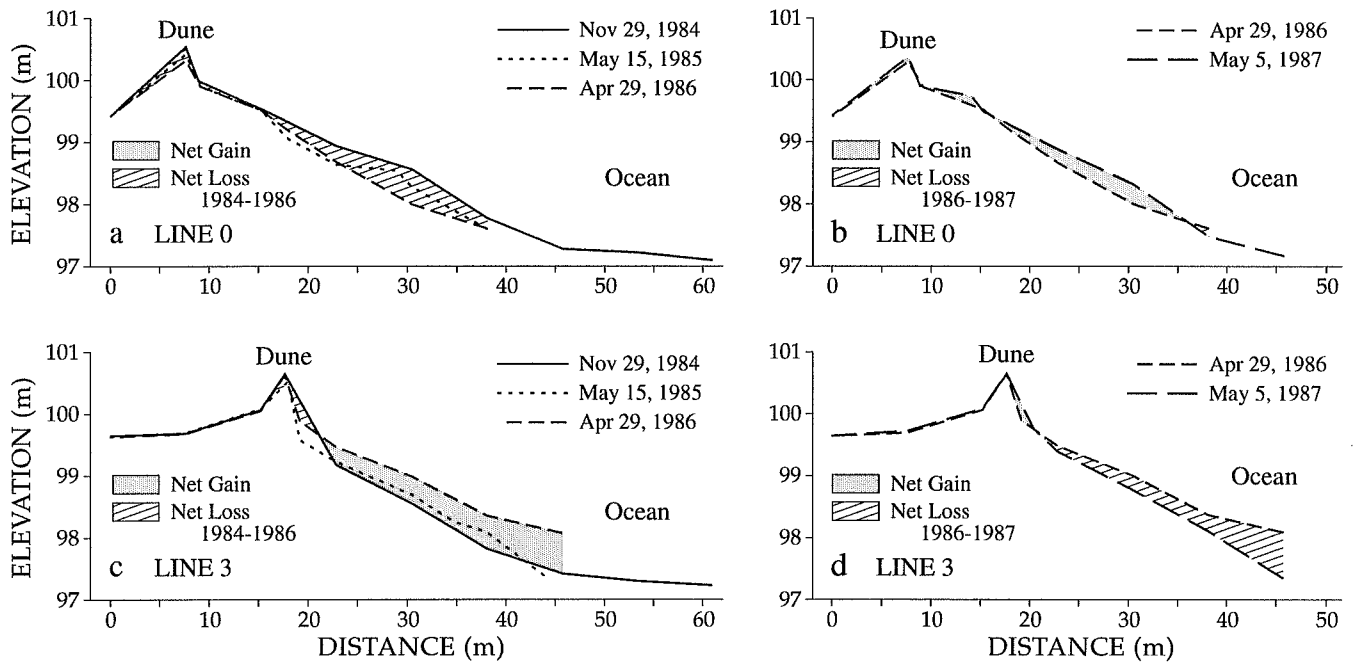 101
100
99
98
97
ELEVATION (m)
Dune
Nov 29, 1984
May 15, 1985
Apr 29, 1986
Net Gain
Net Loss
1984-1986
Ocean
a LINE 0
0 10 20 30 40 50 60
101
100
99
98
97
Dune
Apr 29, 1986
May 5, 1987
Net Gain
Net Loss
1986-1987
Ocean
b LINE 0
0 10 20 30 40 50
101
100
99
98
97
ELEVATION (m)
Dune
Nov 29, 1984
May 15, 1985
Apr 29, 1986
Net Gain
Net Loss
1984-1986
Ocean
c LINE 3
0 10 20 30 40 50 60
DISTANCE (m)
101
100
99
98
97
Dune
Apr 29, 1986
May 5, 1987
Net Gain
Net Loss
1986-1987
Ocean
d LINE 3
0 10 20 30 40 50
DISTANCE (m)